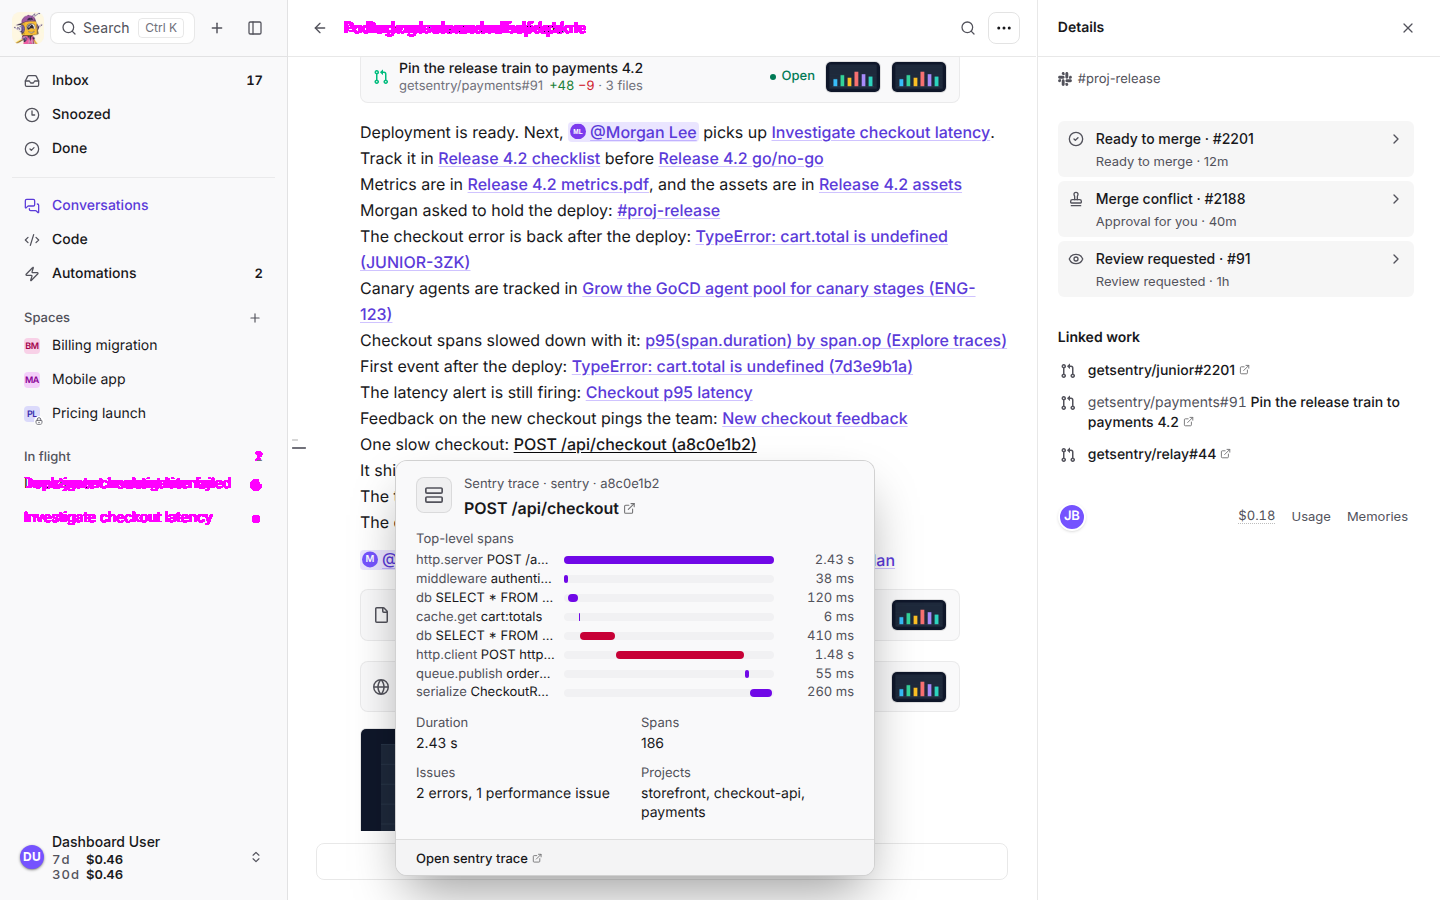 Search
Ctrl K
Inbox
17
Snoozed
Done
Conversations
Code
Automations
2
Spaces
BM Billing migration
MA Mobile app
PL Pricing launch
In flight
Investigate checkout latency
DU
Dashboard User
7d $0.46
30d $0.46
Pin the release train to payments 4.2
getsentry/payments#91 +48 −9 · 3 files
Open
Deployment is ready. Next, ML @Morgan Lee picks up Investigate checkout latency.
Track it in Release 4.2 checklist before Release 4.2 go/no-go
Metrics are in Release 4.2 metrics.pdf, and the assets are in Release 4.2 assets
Morgan asked to hold the deploy: #proj-release
The checkout error is back after the deploy: TypeError: cart.total is undefined
(JUNIOR-3ZK)
Canary agents are tracked in Grow the GoCD agent pool for canary stages (ENG-
123)
Checkout spans slowed down with it: p95(span.duration) by span.op (Explore traces)
First event after the deploy: TypeError: cart.total is undefined (7d3e9b1a)
The latency alert is still firing: Checkout p95 latency
Feedback on the new checkout pings the team: New checkout feedback
One slow checkout: POST /api/checkout (a8c0e1b2)
It shi
The
The
M @
lan
Sentry trace · sentry · a8c0e1b2
POST /api/checkout
Top-level spans
http.server POST /a... 2.43 s
middleware authenti... 38 ms
db SELECT * FROM ... 120 ms
cache.get cart:totals 6 ms
db SELECT * FROM ... 410 ms
http.client POST http... 1.48 s
queue.publish order... 55 ms
serialize CheckoutR... 260 ms
Duration
2.43 s
Spans
186
Issues
2 errors, 1 performance issue
Projects
storefront, checkout-api,
payments
Open sentry trace
Details
#proj-release
Ready to merge · #2201
Ready to merge · 12m
Merge conflict · #2188
Approval for you · 40m
Review requested · #91
Review requested · 1h
Linked work
getsentry/junior#2201
getsentry/payments#91 Pin the release train to
payments 4.2
getsentry/relay#44
JB
$0.18
Usage
Memories